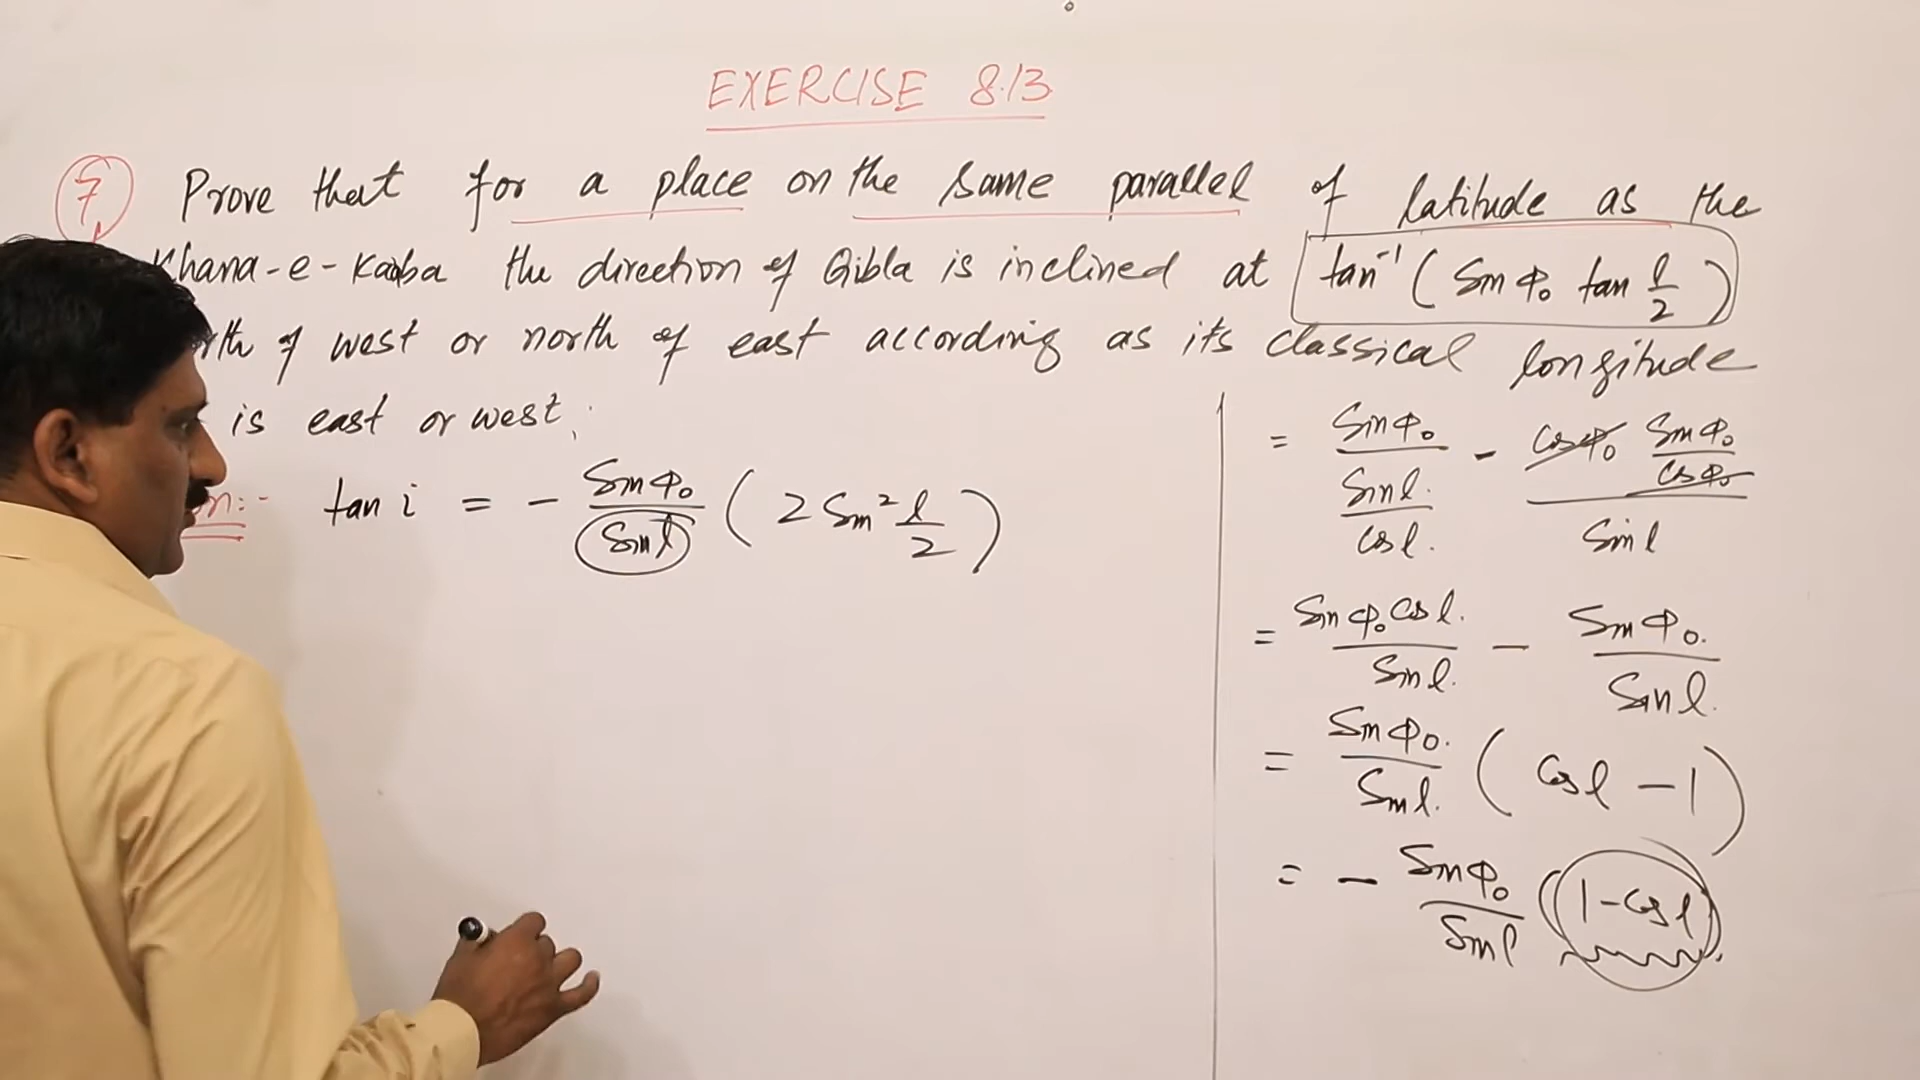 EXERCISE 8.13
7 Prove that for a place on the same parallel of latitude as the
Khana-e-Kaaba the direction of Qibla is inclined at tan⁻¹ ( Sin φ₀ tan l/2 )
of west or north of east according as its classical longitude
is east or west.
tan i = - Sin φ₀ / Sin l ( 2 Sin² l/2 )
= Sin φ₀ / (Sin l. / Cos l.) - (Cos φ₀ Sin φ₀ / Cos φ₀) / Sin l
= Sin φ₀ Cos l. / Sin l. - Sin φ₀. / Sin l.
= Sin φ₀. / Sin l. ( Cos l - 1 )
= - Sin φ₀ / Sin l ( 1 - Cos l ).